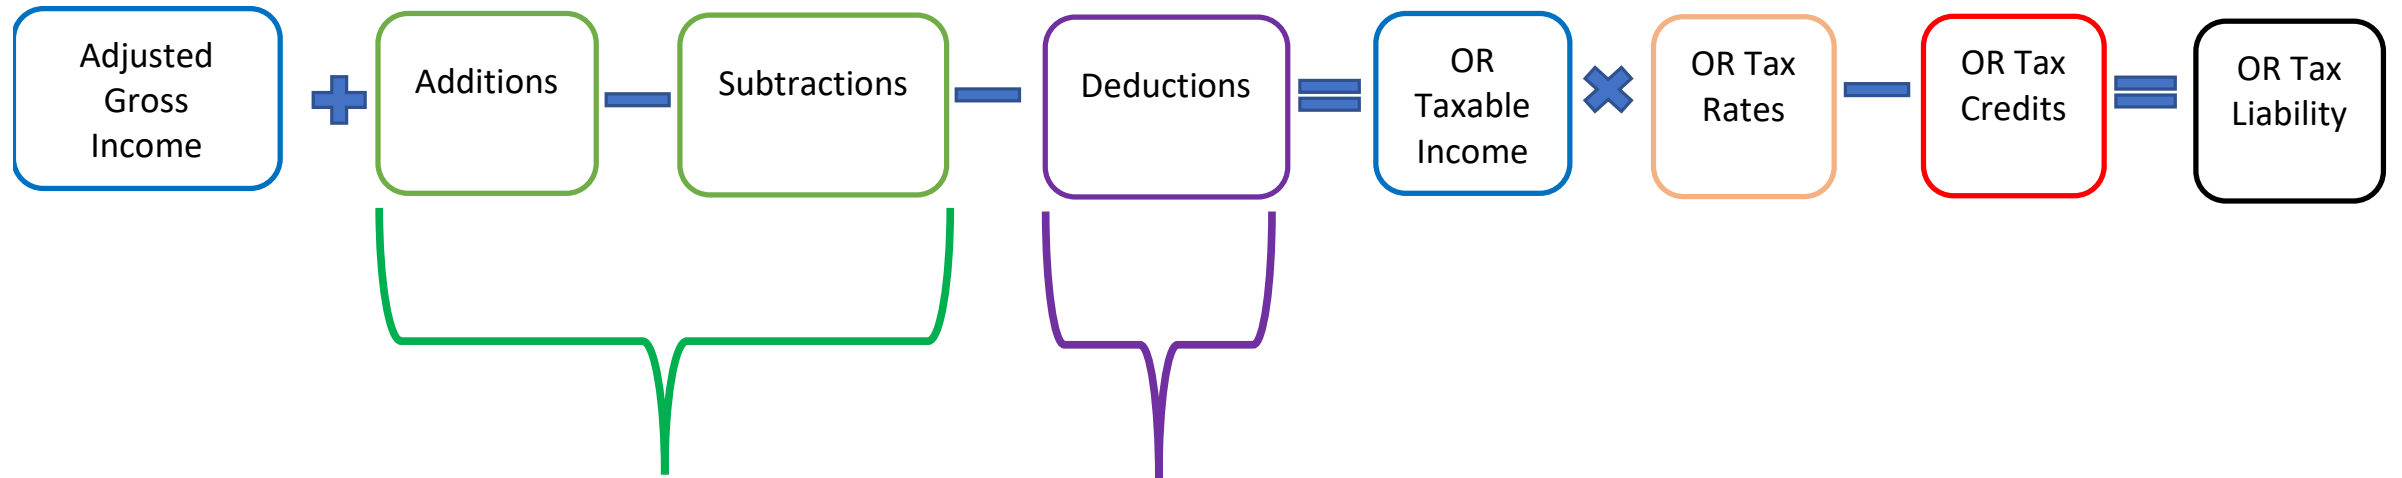 Adjusted
Gross
Income
Additions
Subtractions
Deductions
OR
Taxable
Income
OR Tax
Rates
OR Tax
Credits
OR Tax
Liability